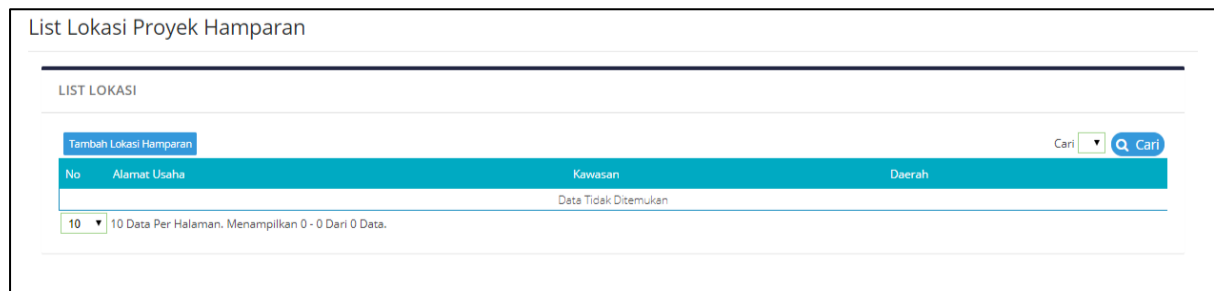 List Lokasi Proyek Hamparan
LIST LOKASI
Tambah Lokasi Hamparan Cari Cari
No Alamat Usaha Kawasan Daerah
Data Tidak Ditemukan
10 10 Data Per Halaman. Menampilkan 0 - 0 Dari 0 Data.